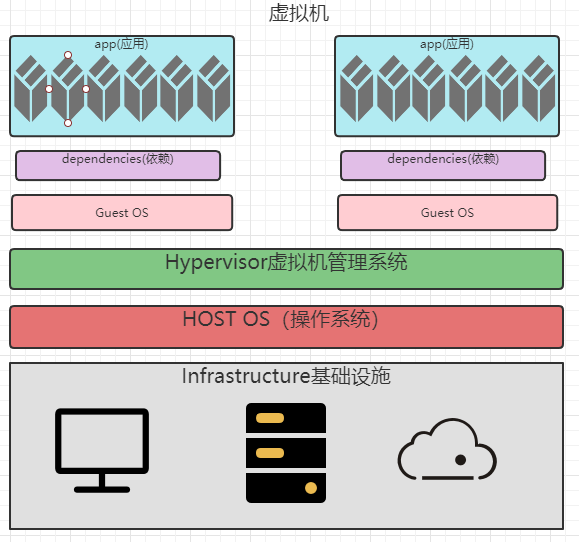 虚拟机
app(应用)
app(应用)
dependencies(依赖)
dependencies(依赖)
Guest OS
Guest OS
Hypervisor虚拟机管理系统
HOST OS（操作系统）
Infrastructure基础设施